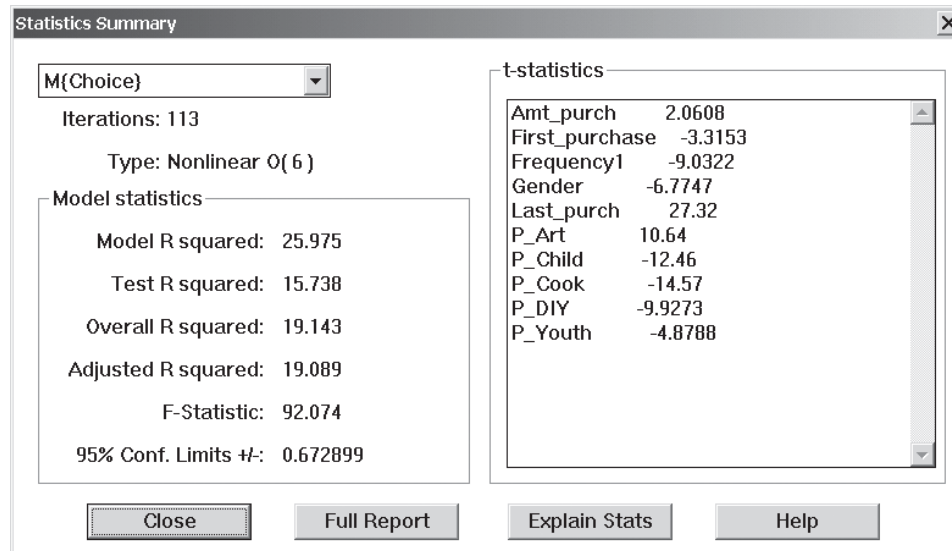 Statistics Summary
M{Choice}
Iterations: 113
Type: Nonlinear O( 6 )
Model statistics
Model R squared: 25.975
Test R squared: 15.738
Overall R squared: 19.143
Adjusted R squared: 19.089
F-Statistic: 92.074
95% Conf. Limits +/-: 0.672899
t-statistics
Amt_purch 2.0608
First_purchase -3.3153
Frequency1 -9.0322
Gender -6.7747
Last_purch 27.32
P_Art 10.64
P_Child -12.46
P_Cook -14.57
P_DIY -9.9273
P_Youth -4.8788
Close Full Report Explain Stats Help